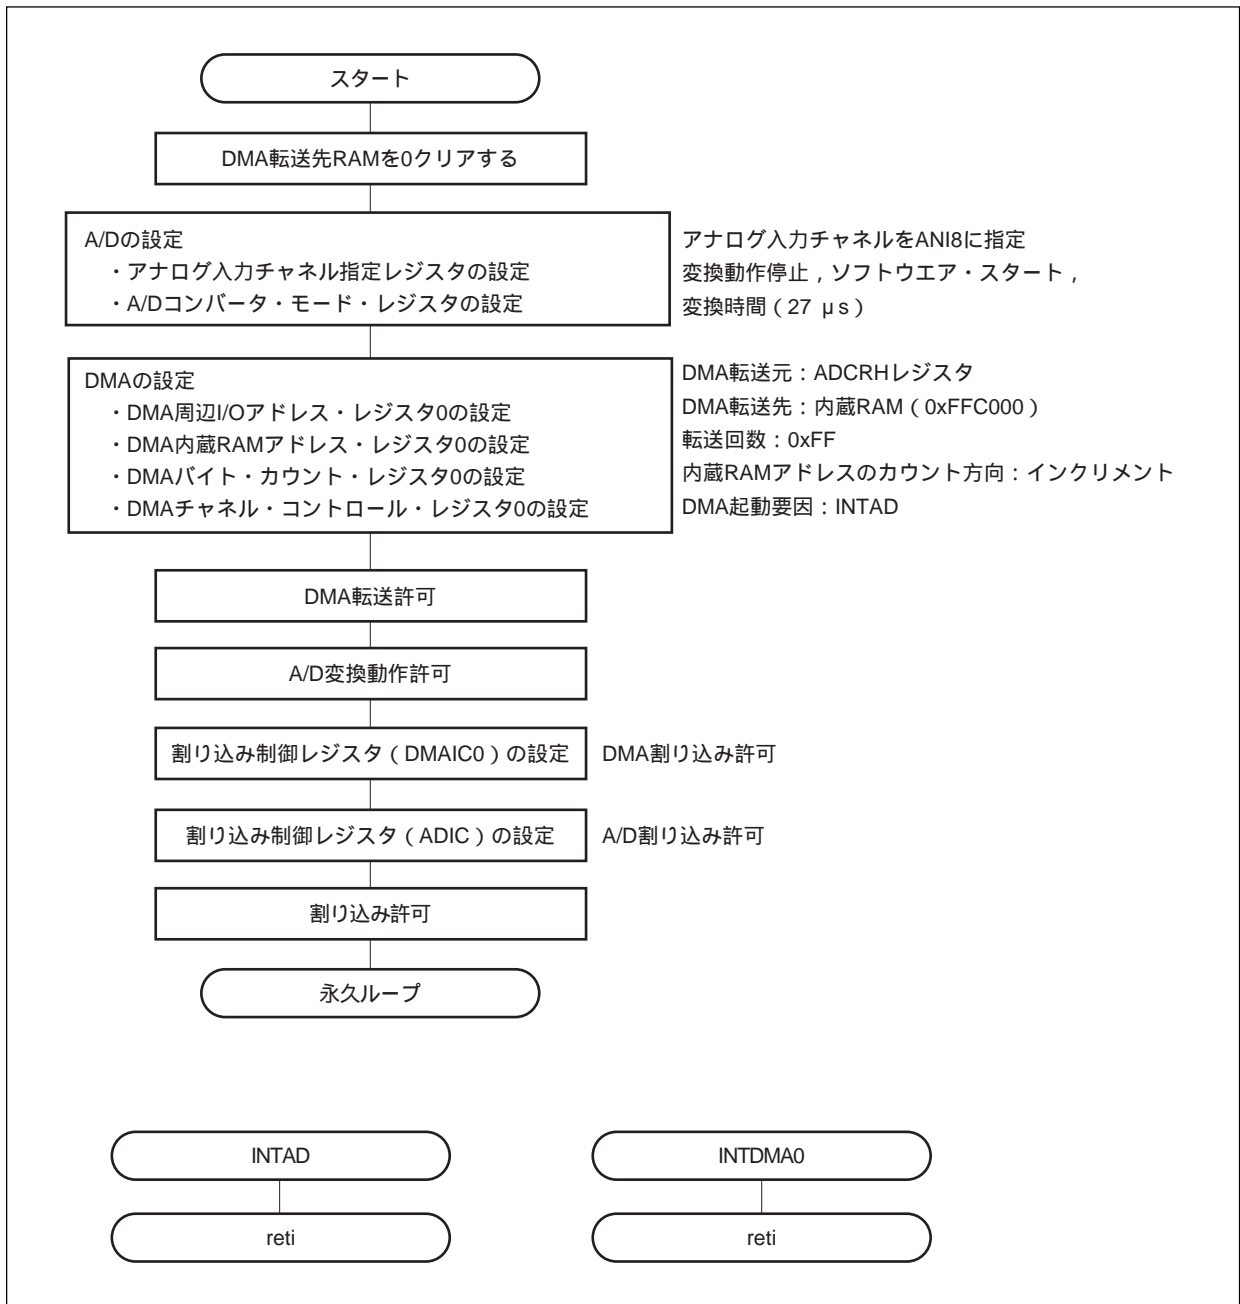 スタート
DMA転送先RAMを0クリアする
A/Dの設定
・アナログ入力チャネル指定レジスタの設定
・A/Dコンバータ・モード・レジスタの設定
アナログ入力チャネルをANI8に指定
変換動作停止，ソフトウエア・スタート，
変換時間（27 μs）
DMAの設定
・DMA周辺I/Oアドレス・レジスタ0の設定
・DMA内蔵RAMアドレス・レジスタ0の設定
・DMAバイト・カウント・レジスタ0の設定
・DMAチャネル・コントロール・レジスタ0の設定
DMA転送元：ADCRHレジスタ
DMA転送先：内蔵RAM（0xFFC000）
転送回数：0xFF
内蔵RAMアドレスのカウント方向：インクリメント
DMA起動要因：INTAD
DMA転送許可
A/D変換動作許可
割り込み制御レジスタ（DMAIC0）の設定
DMA割り込み許可
割り込み制御レジスタ（ADIC）の設定
A/D割り込み許可
割り込み許可
永久ループ
INTAD
reti
INTDMA0
reti